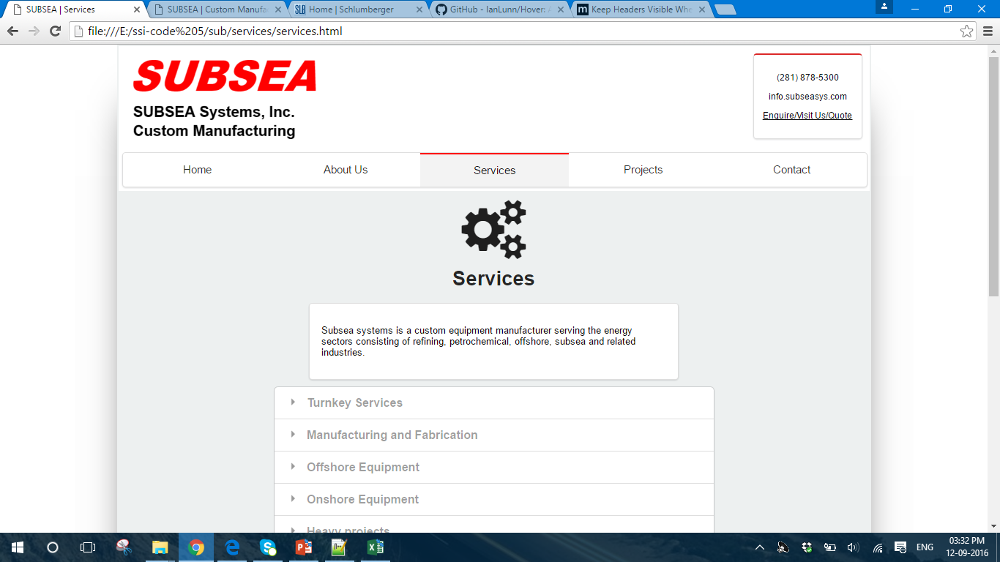 SUBSEA | Services
SUBSEA | Custom Manufa
SLB Home | Schlumberger
GitHub - IanLunn/Hover: A
m Keep Headers Visible Whe
file:///E:/ssi-code%205/sub/services/services.html
SUBSEA
SUBSEA Systems, Inc.
Custom Manufacturing
(281) 878-5300
info.subseasys.com
Enquire/Visit Us/Quote
Home
About Us
Services
Projects
Contact
Services
Subsea systems is a custom equipment manufacturer serving the energy
sectors consisting of refining, petrochemical, offshore, subsea and related
industries.
Turnkey Services
Manufacturing and Fabrication
Offshore Equipment
Onshore Equipment
Heavy projects
ENG
03:32 PM
12-09-2016